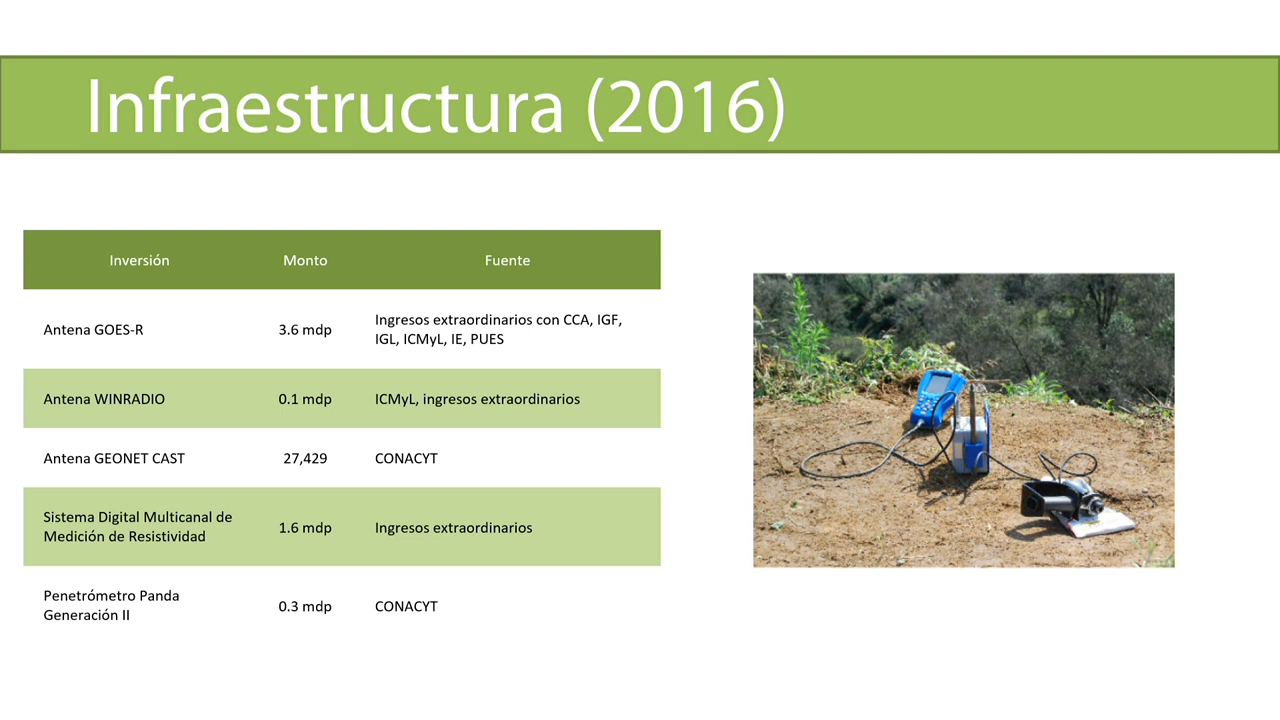 Infraestructura (2016)
Inversión Monto Fuente
Antena GOES-R 3.6 mdp Ingresos extraordinarios con CCA, IGF,
IGL, ICMyL, IE, PUES
Antena WINRADIO 0.1 mdp ICMyL, ingresos extraordinarios
Antena GEONET CAST 27,429 CONACYT
Sistema Digital Multicanal de
Medición de Resistividad 1.6 mdp Ingresos extraordinarios
Penetrómetro Panda
Generación II 0.3 mdp CONACYT